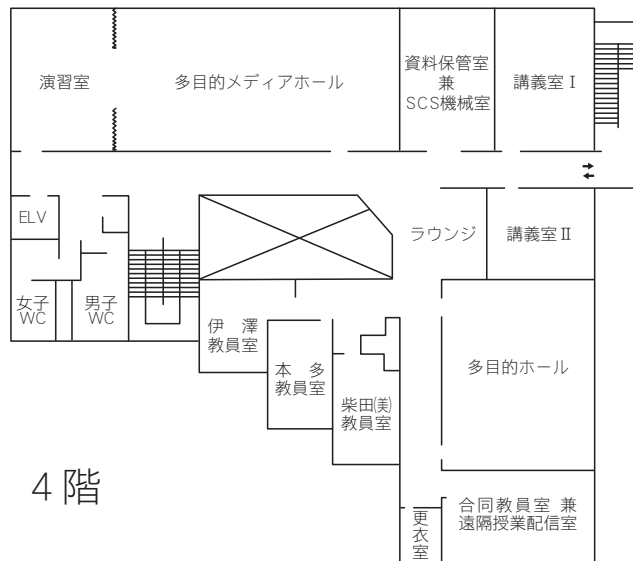 演習室
多目的メディアホール
資料保管室
兼
SCS機械室
講義室 I
ELV
ラウンジ
講義室 II
女子
WC
男子
WC
伊 澤
教員室
本 多
教員室
柴田㈰
教員室
多目的ホール
4階
更衣室
合同教員室 兼
遠隔授業配信室